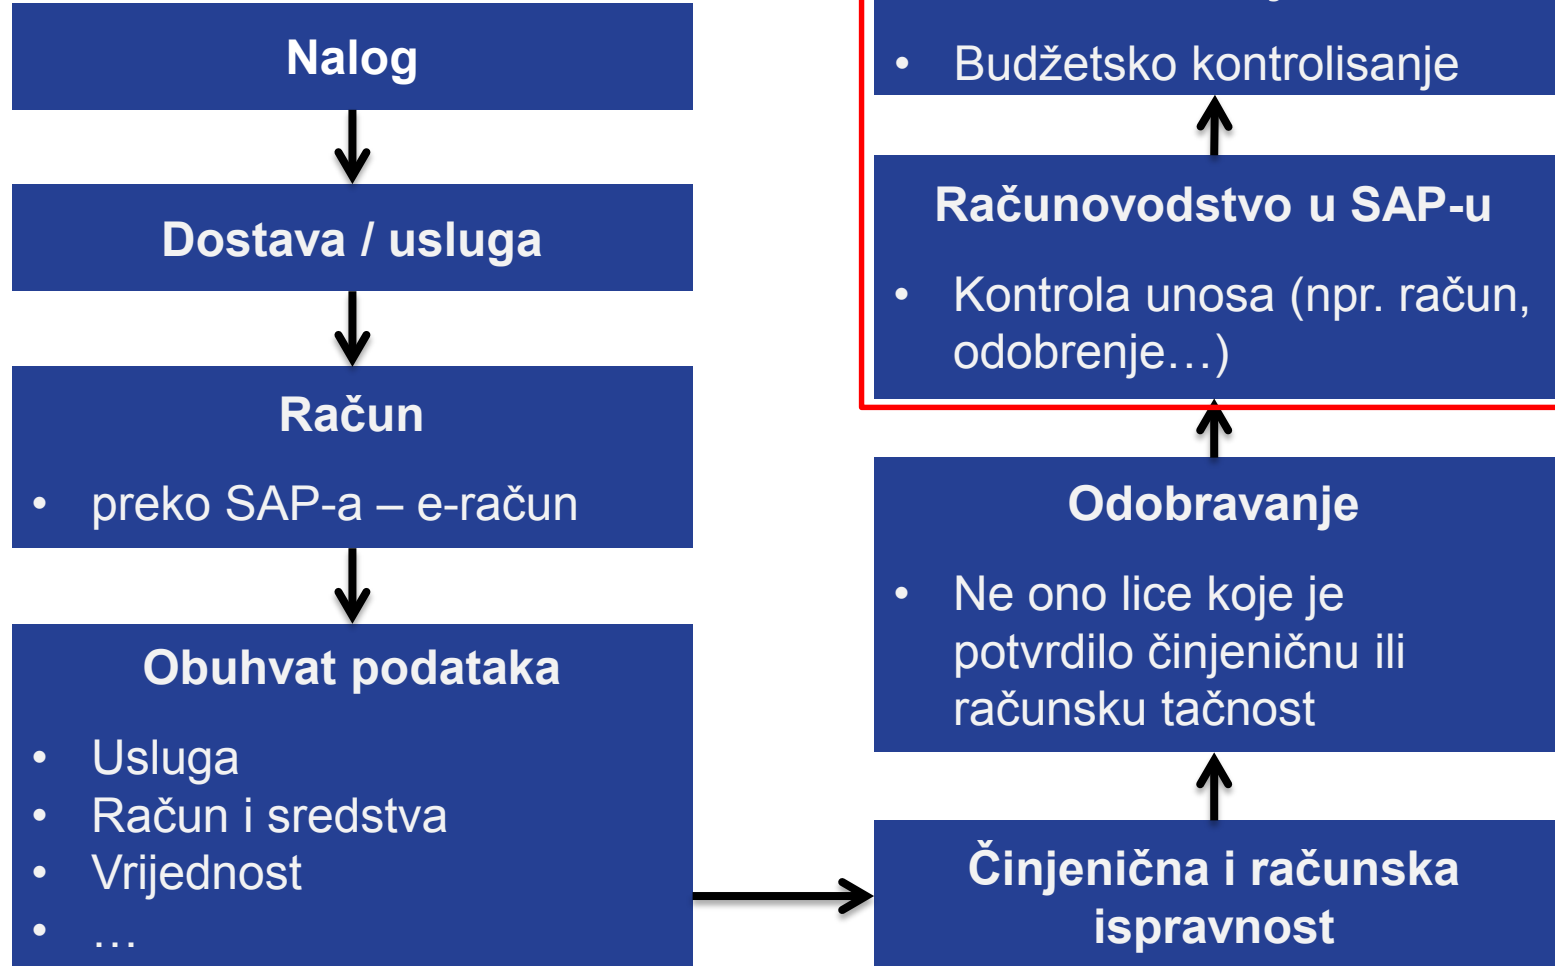 Nalog
Dostava / usluga
Račun
• preko SAP-a – e-račun
Obuhvat podataka
• Usluga
• Račun i sredstva
• Vrijednost
• …
• Budžetsko kontrolisanje
Računovodstvo u SAP-u
• Kontrola unosa (npr. račun,
odobrenje…)
Odobravanje
• Ne ono lice koje je
potvrdilo činjeničnu ili
računsku tačnost
Činjenična i računska
ispravnost